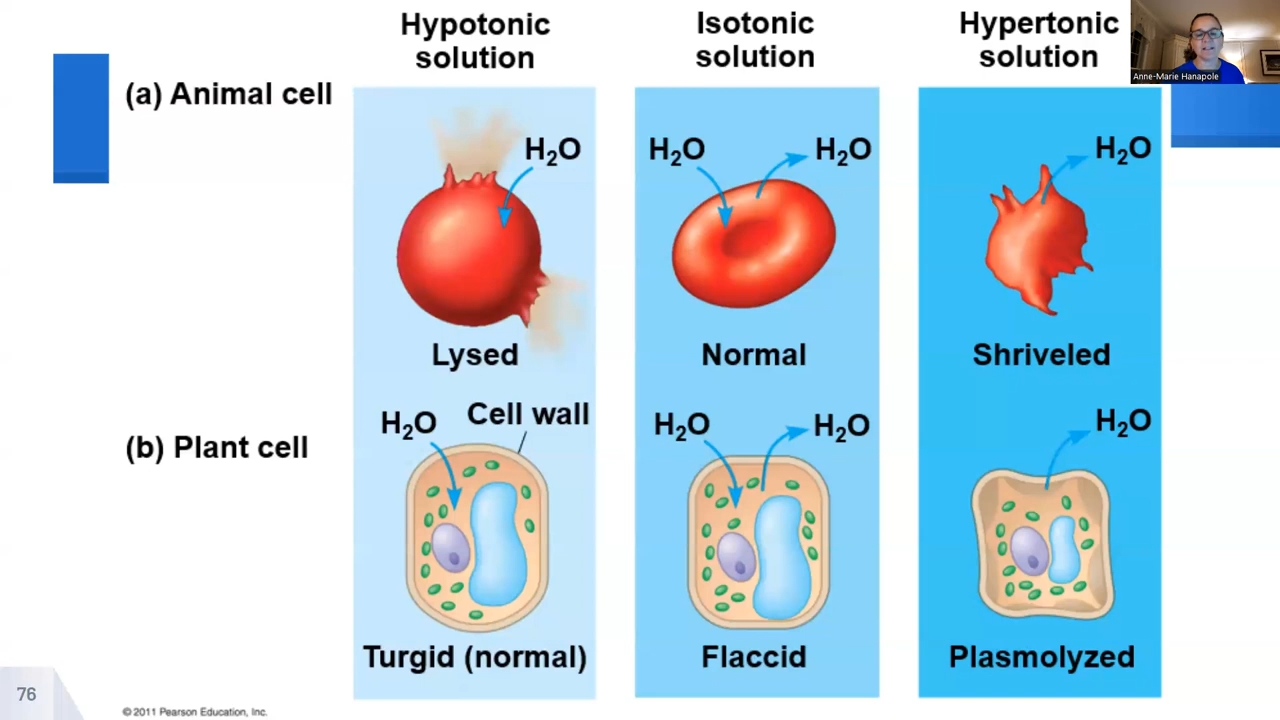 Hypotonic
solution
Isotonic
solution
Hypertonic
solution
Anne-Marie Hanapole
(a) Animal cell
H₂O
H₂O
H₂O
H₂O
Lysed
Normal
Shriveled
(b) Plant cell
H₂O
Cell wall
H₂O
H₂O
H₂O
Turgid (normal)
Flaccid
Plasmolyzed
76
© 2011 Pearson Education, Inc.